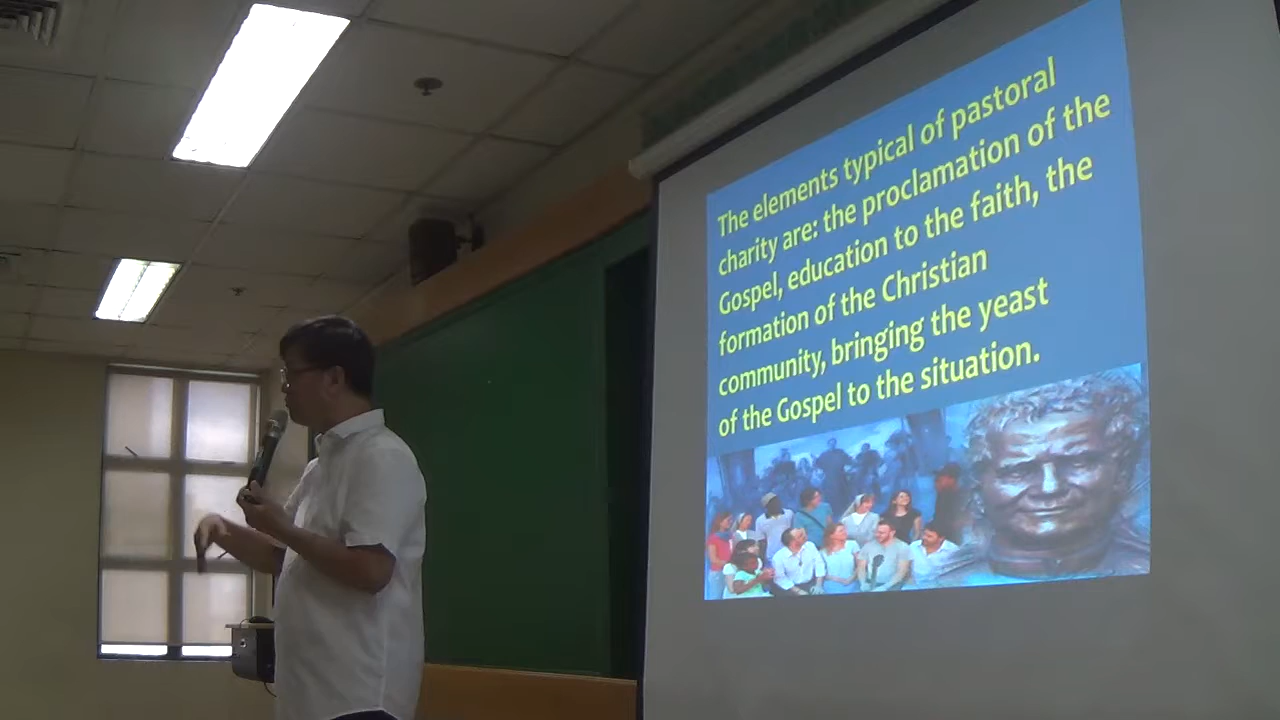 The elements typical of pastoral
charity are: the proclamation of the
Gospel, education to the faith, the
formation of the Christian
community, bringing the yeast
of the Gospel to the situation.